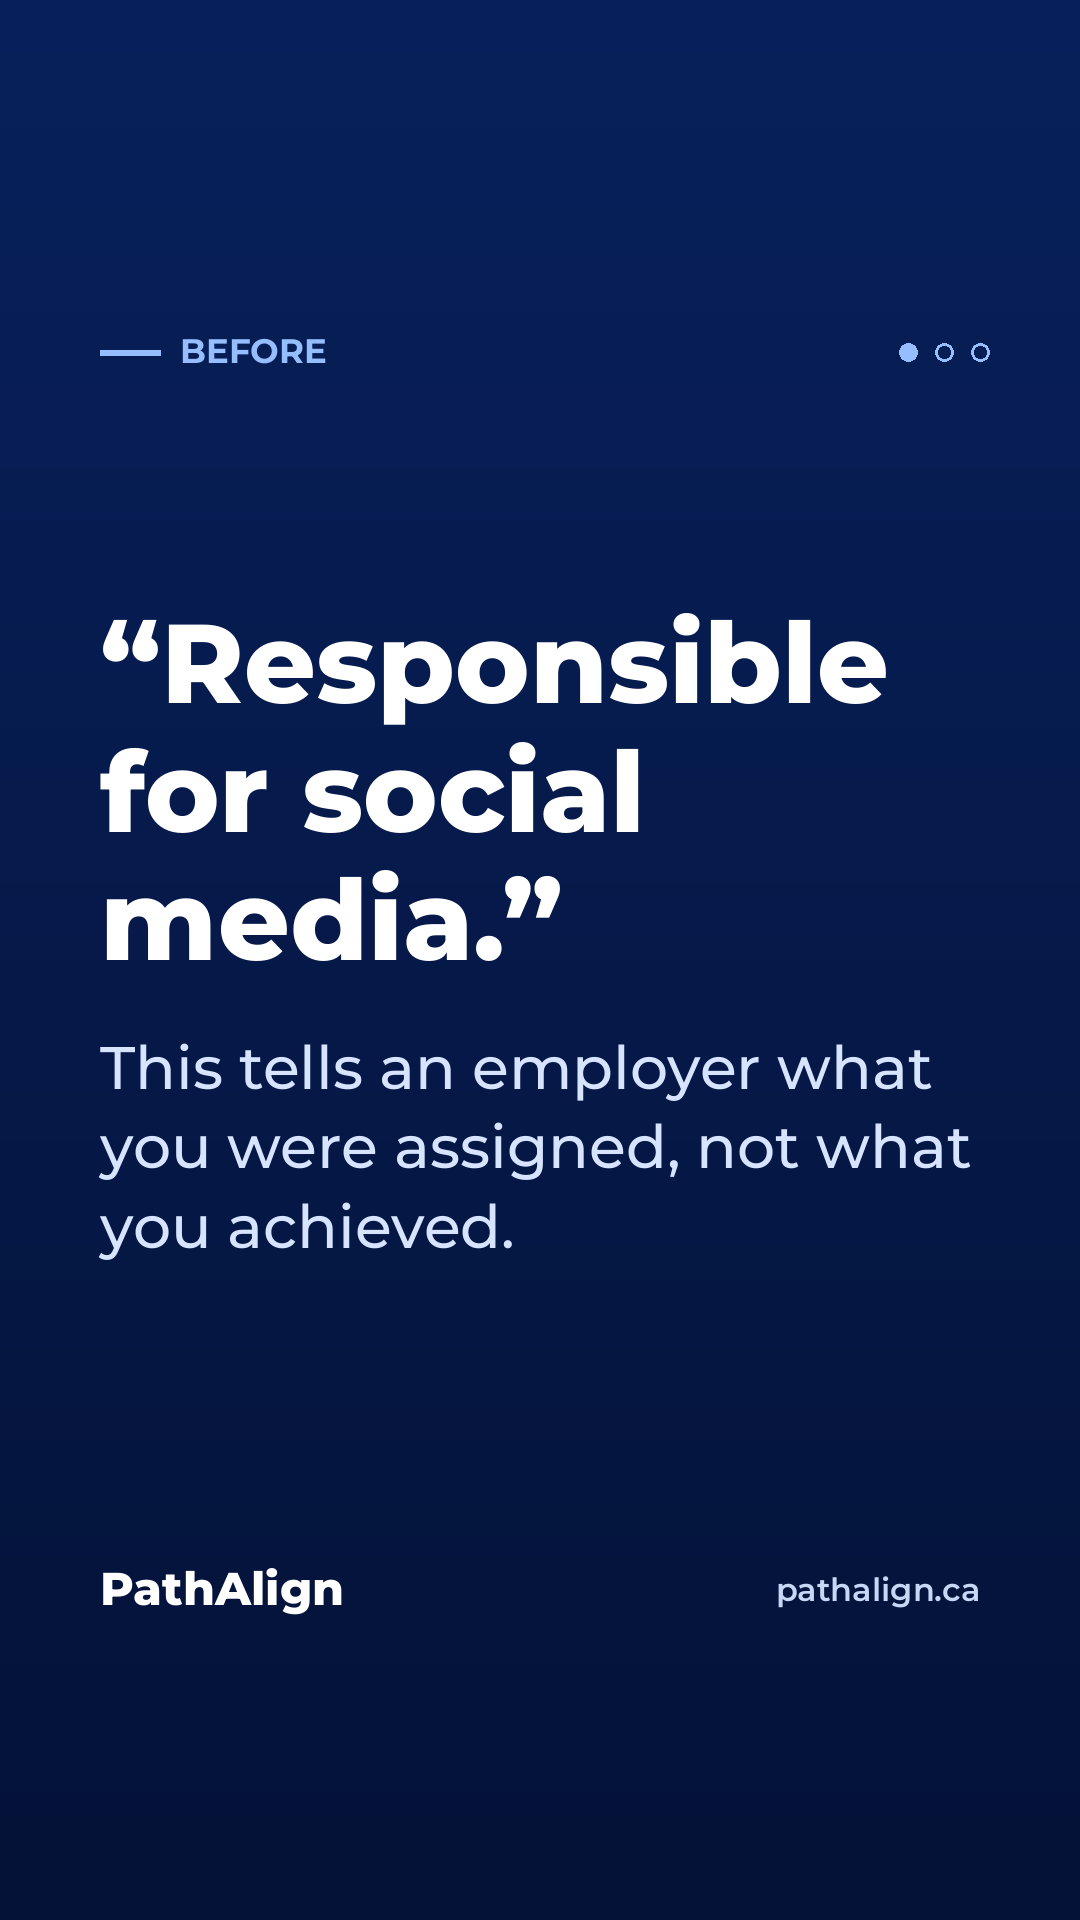 BEFORE
“Responsible
for social
media.”
This tells an employer what
you were assigned, not what
you achieved.
PathAlign
pathalign.ca